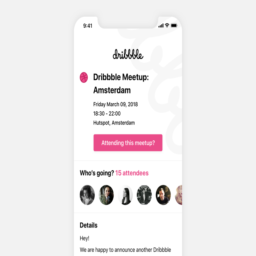 9:41
dribbble
Dribbble Meetup:
Amsterdam
Friday March 09, 2018
18:30 - 22:00
Hutspot, Amsterdam
Attending this meetup?
Who's going? 15 attendees
Details
Hey!
We are happy to announce another Dribbble